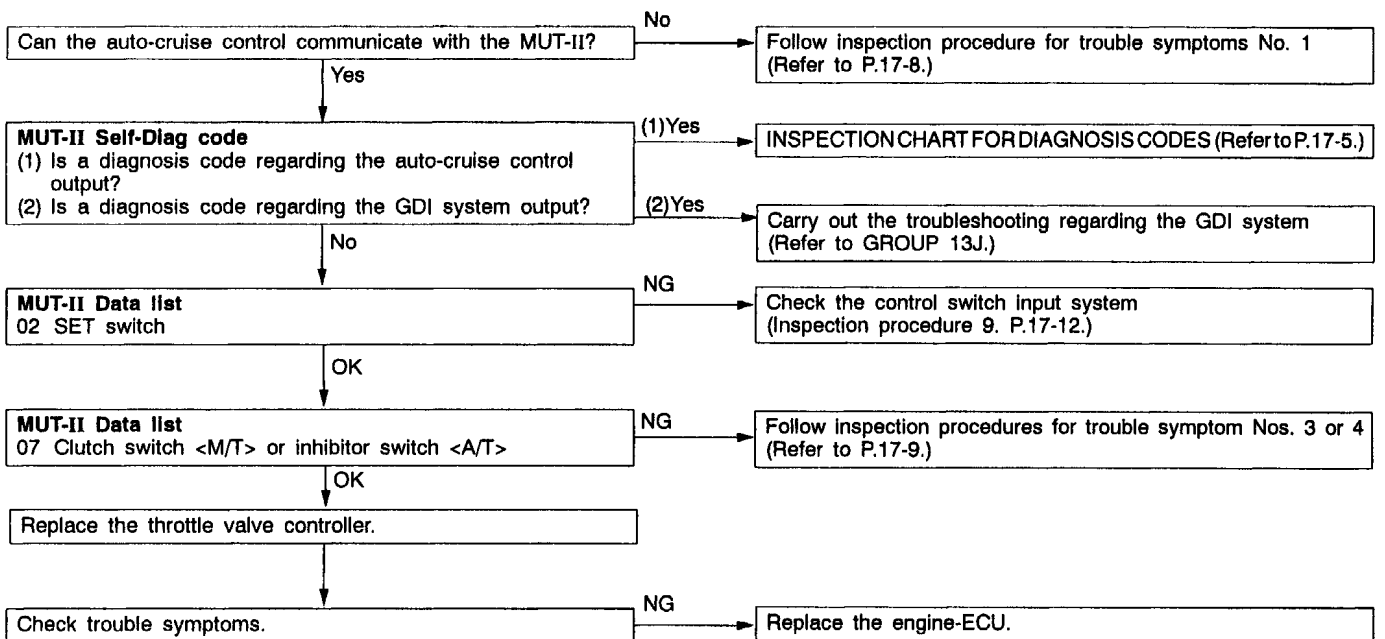 Can the auto-cruise control communicate with the MUT-II?
No
Follow inspection procedure for trouble symptoms No. 1
(Refer to P.17-8.)
Yes
MUT-II Self-Diag code
(1) Is a diagnosis code regarding the auto-cruise control
output?
(2) Is a diagnosis code regarding the GDI system output?
(1)Yes
INSPECTION CHART FOR DIAGNOSIS CODES (Refer to P.17-5.)
(2)Yes
Carry out the troubleshooting regarding the GDI system
(Refer to GROUP 13J.)
No
MUT-II Data list
02 SET switch
NG
Check the control switch input system
(Inspection procedure 9. P.17-12.)
OK
MUT-II Data list
07 Clutch switch <M/T> or inhibitor switch <A/T>
NG
Follow inspection procedures for trouble symptom Nos. 3 or 4
(Refer to P.17-9.)
OK
Replace the throttle valve controller.
Check trouble symptoms.
NG
Replace the engine-ECU.